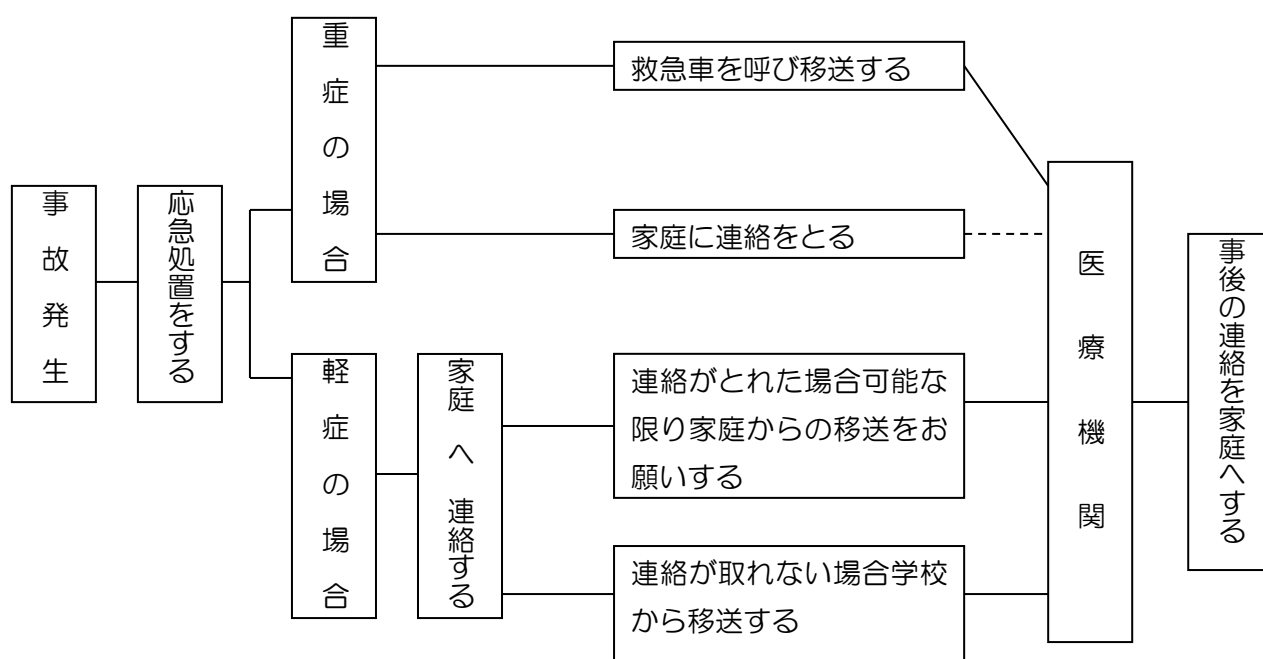 事故発生
応急処置をする
重症の場合
救急車を呼び移送する
家庭に連絡をとる
軽症の場合
家庭へ連絡する
連絡がとれた場合可能な
限り家庭からの移送をお
願いする
連絡が取れない場合学校
から移送する
医療機関
事後の連絡を家庭へする